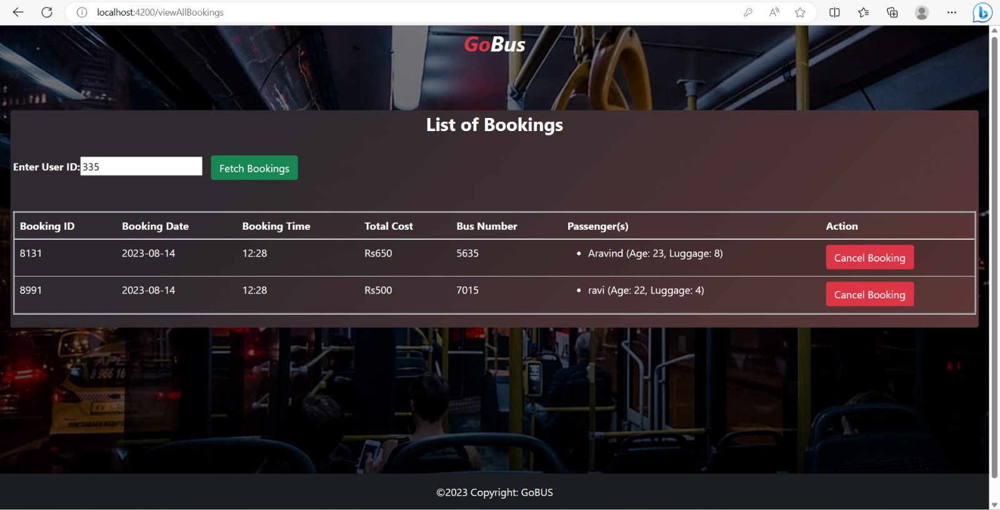 localhost:4200/viewAllBookings
GoBus
List of Bookings
Enter User ID: 335 Fetch Bookings
Booking ID Booking Date Booking Time Total Cost Bus Number Passenger(s) Action
8131 2023-08-14 12:28 Rs650 5635 • Aravind (Age: 23, Luggage: 8) Cancel Booking
8991 2023-08-14 12:28 Rs500 7015 • ravi (Age: 22, Luggage: 4) Cancel Booking
©2023 Copyright: GoBUS